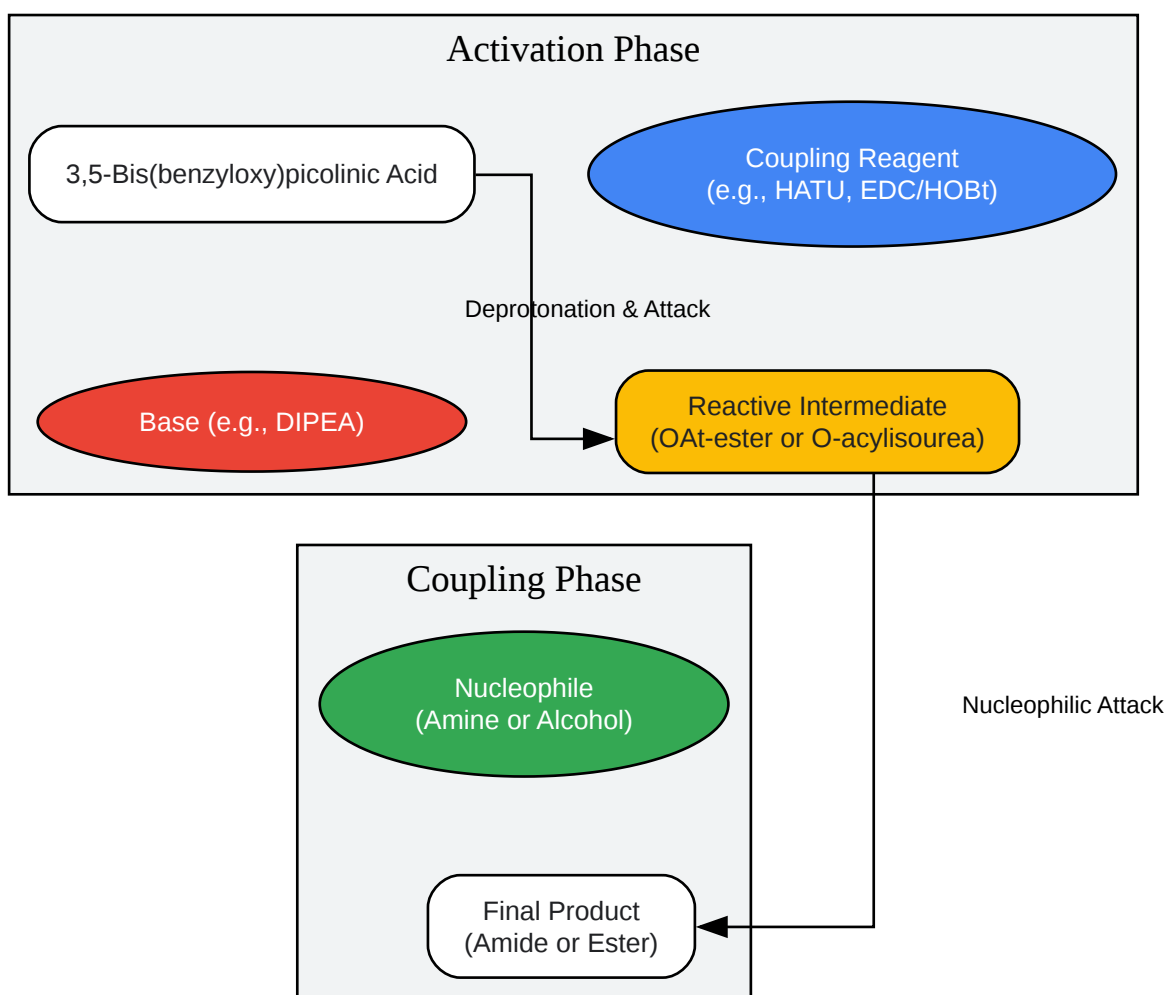 Activation Phase
3,5-Bis(benzyloxy)picolinic Acid
Coupling Reagent
(e.g., HATU, EDC/HOBt)
Deprotonation & Attack
Base (e.g., DIPEA)
Reactive Intermediate
(OAt-ester or O-acylisourea)
Coupling Phase
Nucleophile
(Amine or Alcohol)
Nucleophilic Attack
Final Product
(Amide or Ester)